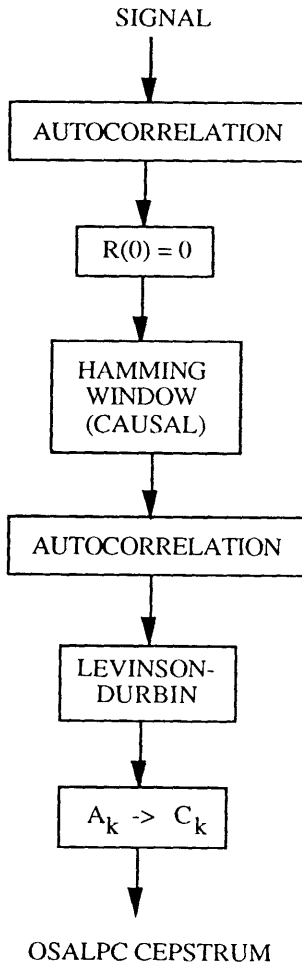 SIGNAL
AUTOCORRELATION
R(0) = 0
HAMMING
WINDOW
(CAUSAL)
AUTOCORRELATION
LEVINSON-
DURBIN
A_k -> C_k
OSALPC CEPSTRUM